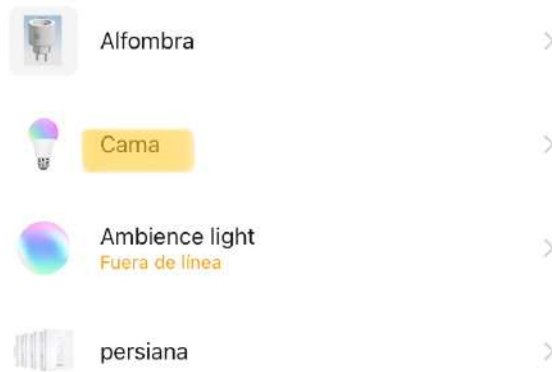 Alfombra
Cama
Ambience light
Fuera de línea
persiana